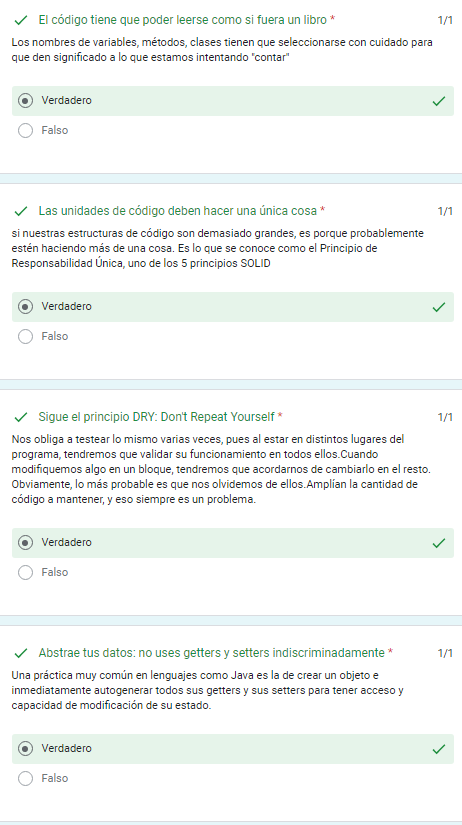 El código tiene que poder leerse como si fuera un libro * 1/1
Los nombres de variables, métodos, clases tienen que seleccionarse con cuidado para
que den significado a lo que estamos intentando "contar"
Verdadero
Falso
Las unidades de código deben hacer una única cosa * 1/1
si nuestras estructuras de código son demasiado grandes, es porque probablemente
estén haciendo más de una cosa. Es lo que se conoce como el Principio de
Responsabilidad Única, uno de los 5 principios SOLID
Verdadero
Falso
Sigue el principio DRY: Don't Repeat Yourself * 1/1
Nos obliga a testear lo mismo varias veces, pues al estar en distintos lugares del
programa, tendremos que validar su funcionamiento en todos ellos.Cuando
modifiquemos algo en un bloque, tendremos que acordarnos de cambiarlo en el resto.
Obviamente, lo más probable es que nos olvidemos de ellos.Amplían la cantidad de
código a mantener, y eso siempre es un problema.
Verdadero
Falso
Abstrae tus datos: no uses getters y setters indiscriminadamente * 1/1
Una práctica muy común en lenguajes como Java es la de crear un objeto e
inmediatamente autogenerar todos sus getters y sus setters para tener acceso y
capacidad de modificación de su estado.
Verdadero
Falso